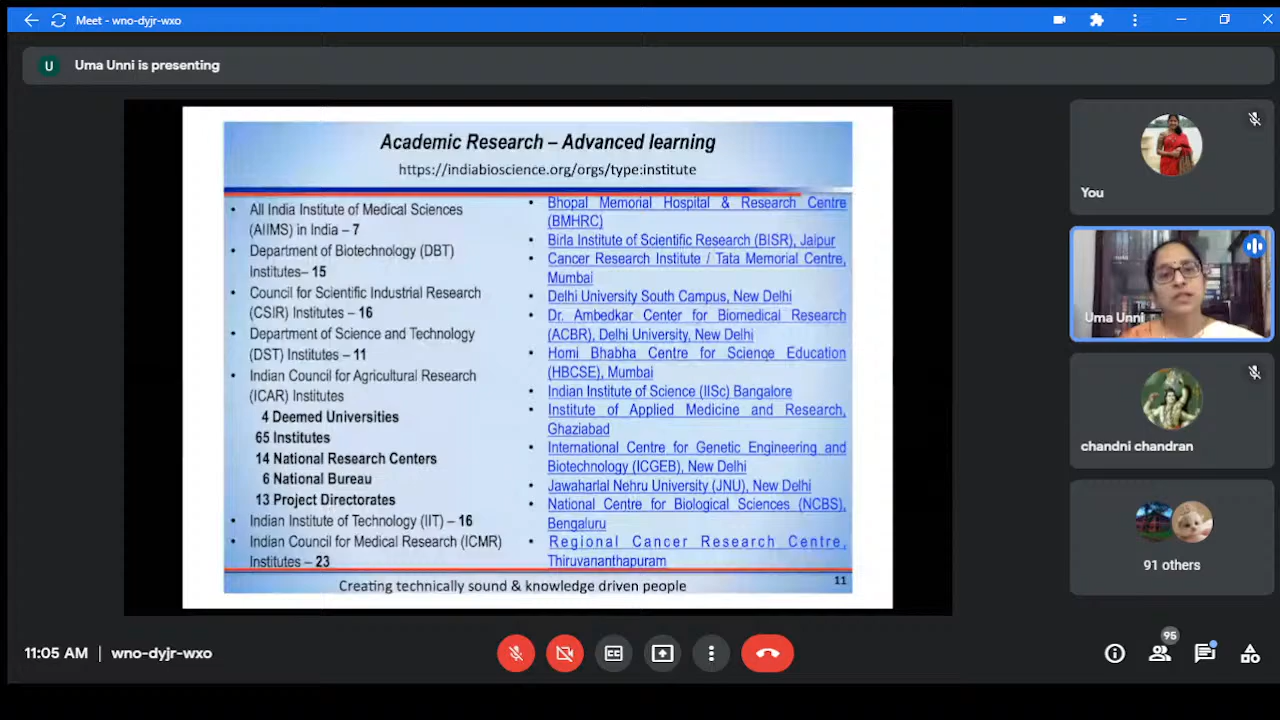 Meet - wno-dyjr-wxo
U
Uma Unni is presenting
Academic Research – Advanced learning
https://indiabioscience.org/orgs/type:institute
• All India Institute of Medical Sciences
(AIIMS) in India – 7
• Department of Biotechnology (DBT)
Institutes– 15
• Council for Scientific Industrial Research
(CSIR) Institutes – 16
• Department of Science and Technology
(DST) Institutes – 11
• Indian Council for Agricultural Research
(ICAR) Institutes
4 Deemed Universities
65 Institutes
14 National Research Centers
6 National Bureau
13 Project Directorates
• Indian Institute of Technology (IIT) – 16
• Indian Council for Medical Research (ICMR)
Institutes – 23
• Bhopal Memorial Hospital & Research Centre
(BMHRC)
• Birla Institute of Scientific Research (BISR), Jaipur
• Cancer Research Institute / Tata Memorial Centre,
Mumbai
• Delhi University South Campus, New Delhi
• Dr. Ambedkar Center for Biomedical Research
(ACBR), Delhi University, New Delhi
• Homi Bhabha Centre for Science Education
(HBCSE), Mumbai
• Indian Institute of Science (IISc) Bangalore
• Institute of Applied Medicine and Research,
Ghaziabad
• International Centre for Genetic Engineering and
Biotechnology (ICGEB), New Delhi
• Jawaharlal Nehru University (JNU), New Delhi
• National Centre for Biological Sciences (NCBS),
Bengaluru
• Regional Cancer Research Centre,
Thiruvananthapuram
Creating technically sound & knowledge driven people
11
You
Uma Unni
chandni chandran
91 others
11:05 AM | wno-dyjr-wxo
95